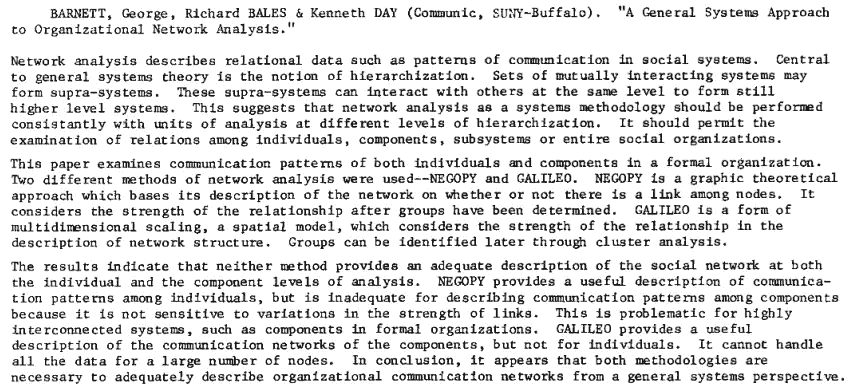 BARNETT, George, Richard BALES & Kenneth DAY (Communic, SUNY-Buffalo). "A General Systems Approach
to Organizational Network Analysis."
Network analysis describes relational data such as patterns of communication in social systems. Central
to general systems theory is the notion of hierarchization. Sets of mutually interacting systems may
form supra-systems. These supra-systems can interact with others at the same level to form still
higher level systems. This suggests that network analysis as a systems methodology should be performed
consistantly with units of analysis at different levels of hierarchization. It should permit the
examination of relations among individuals, components, subsystems or entire social organizations.
This paper examines communication patterns of both individuals and components in a formal organization.
Two different methods of network analysis were used--NEGOPY and GALILEO. NEGOPY is a graphic theoretical
approach which bases its description of the network on whether or not there is a link among nodes. It
considers the strength of the relationship after groups have been determined. GALILEO is a form of
multidimensional scaling, a spatial model, which considers the strength of the relationship in the
description of network structure. Groups can be identified later through cluster analysis.
The results indicate that neither method provides an adequate description of the social network at both
the individual and the component levels of analysis. NEGOPY provides a useful description of communica-
tion patterns among individuals, but is inadequate for describing communication patterns among components
because it is not sensitive to variations in the strength of links. This is problematic for highly
interconnected systems, such as components in formal organizations. GALILEO provides a useful
description of the communication networks of the components, but not for individuals. It cannot handle
all the data for a large number of nodes. In conclusion, it appears that both methodologies are
necessary to adequately describe organizational communication networks from a general systems perspective.